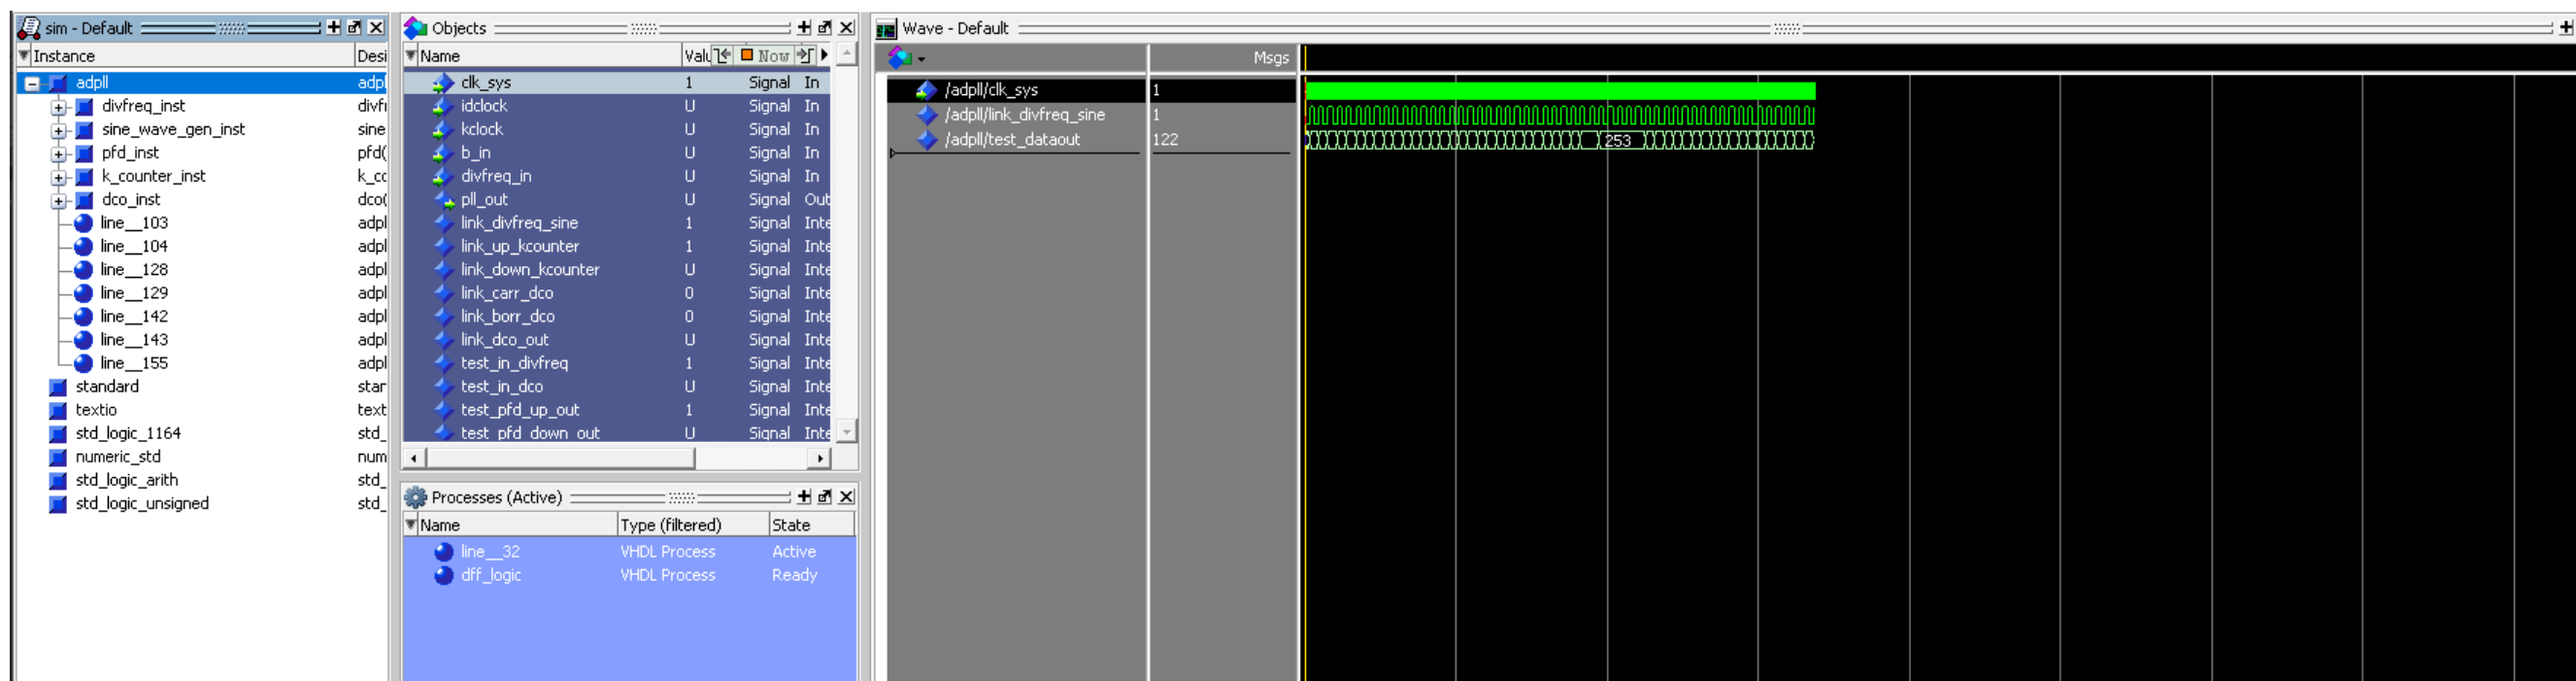 sim - Default
Instance Desi
adpll adpl
divfreq_inst divfr
sine_wave_gen_inst sine
pfd_inst pfd(
k_counter_inst k_cc
dco_inst dco(
line__103 adpl
line__104 adpl
line__128 adpl
line__129 adpl
line__142 adpl
line__143 adpl
line__155 adpl
standard star
textio text
std_logic_1164 std_
numeric_std num
std_logic_arith std_
std_logic_unsigned std_
Objects
Name Valu Now
clk_sys 1 Signal In
idclock U Signal In
kclock U Signal In
b_in U Signal In
divfreq_in U Signal In
pll_out U Signal Out
link_divfreq_sine 1 Signal Inte
link_up_kcounter 1 Signal Inte
link_down_kcounter U Signal Inte
link_carr_dco 0 Signal Inte
link_borr_dco 0 Signal Inte
link_dco_out U Signal Inte
test_in_divfreq 1 Signal Inte
test_in_dco U Signal Inte
test_pfd_up_out 1 Signal Inte
test_pfd_down_out U Signal Inte
Processes (Active)
Name Type (filtered) State
line__32 VHDL Process Active
dff_logic VHDL Process Ready
Wave - Default
Msgs
/adpll/clk_sys 1
/adpll/link_divfreq_sine 1
/adpll/test_dataout 122 253